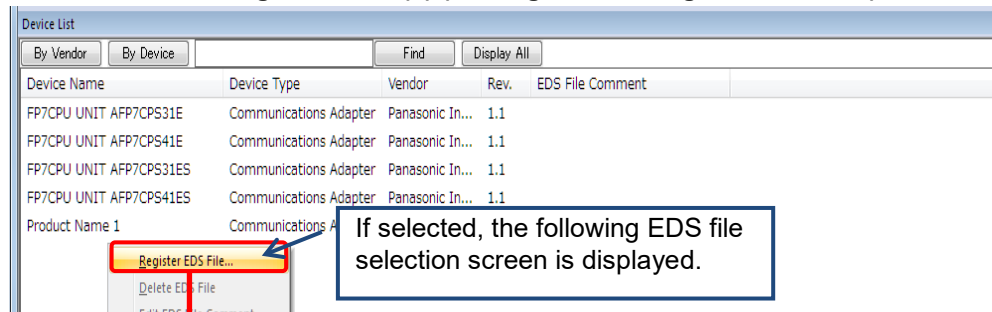 Device List
By Vendor By Device Find Display All
Device Name Device Type Vendor Rev. EDS File Comment
FP7CPU UNIT AFP7CPS31E Communications Adapter Panasonic In... 1.1
FP7CPU UNIT AFP7CPS41E Communications Adapter Panasonic In... 1.1
FP7CPU UNIT AFP7CPS31ES Communications Adapter Panasonic In... 1.1
FP7CPU UNIT AFP7CPS41ES Communications Adapter Panasonic In... 1.1
Product Name 1 Communications A
If selected, the following EDS file
selection screen is displayed.
Register EDS File...
Delete EDS File